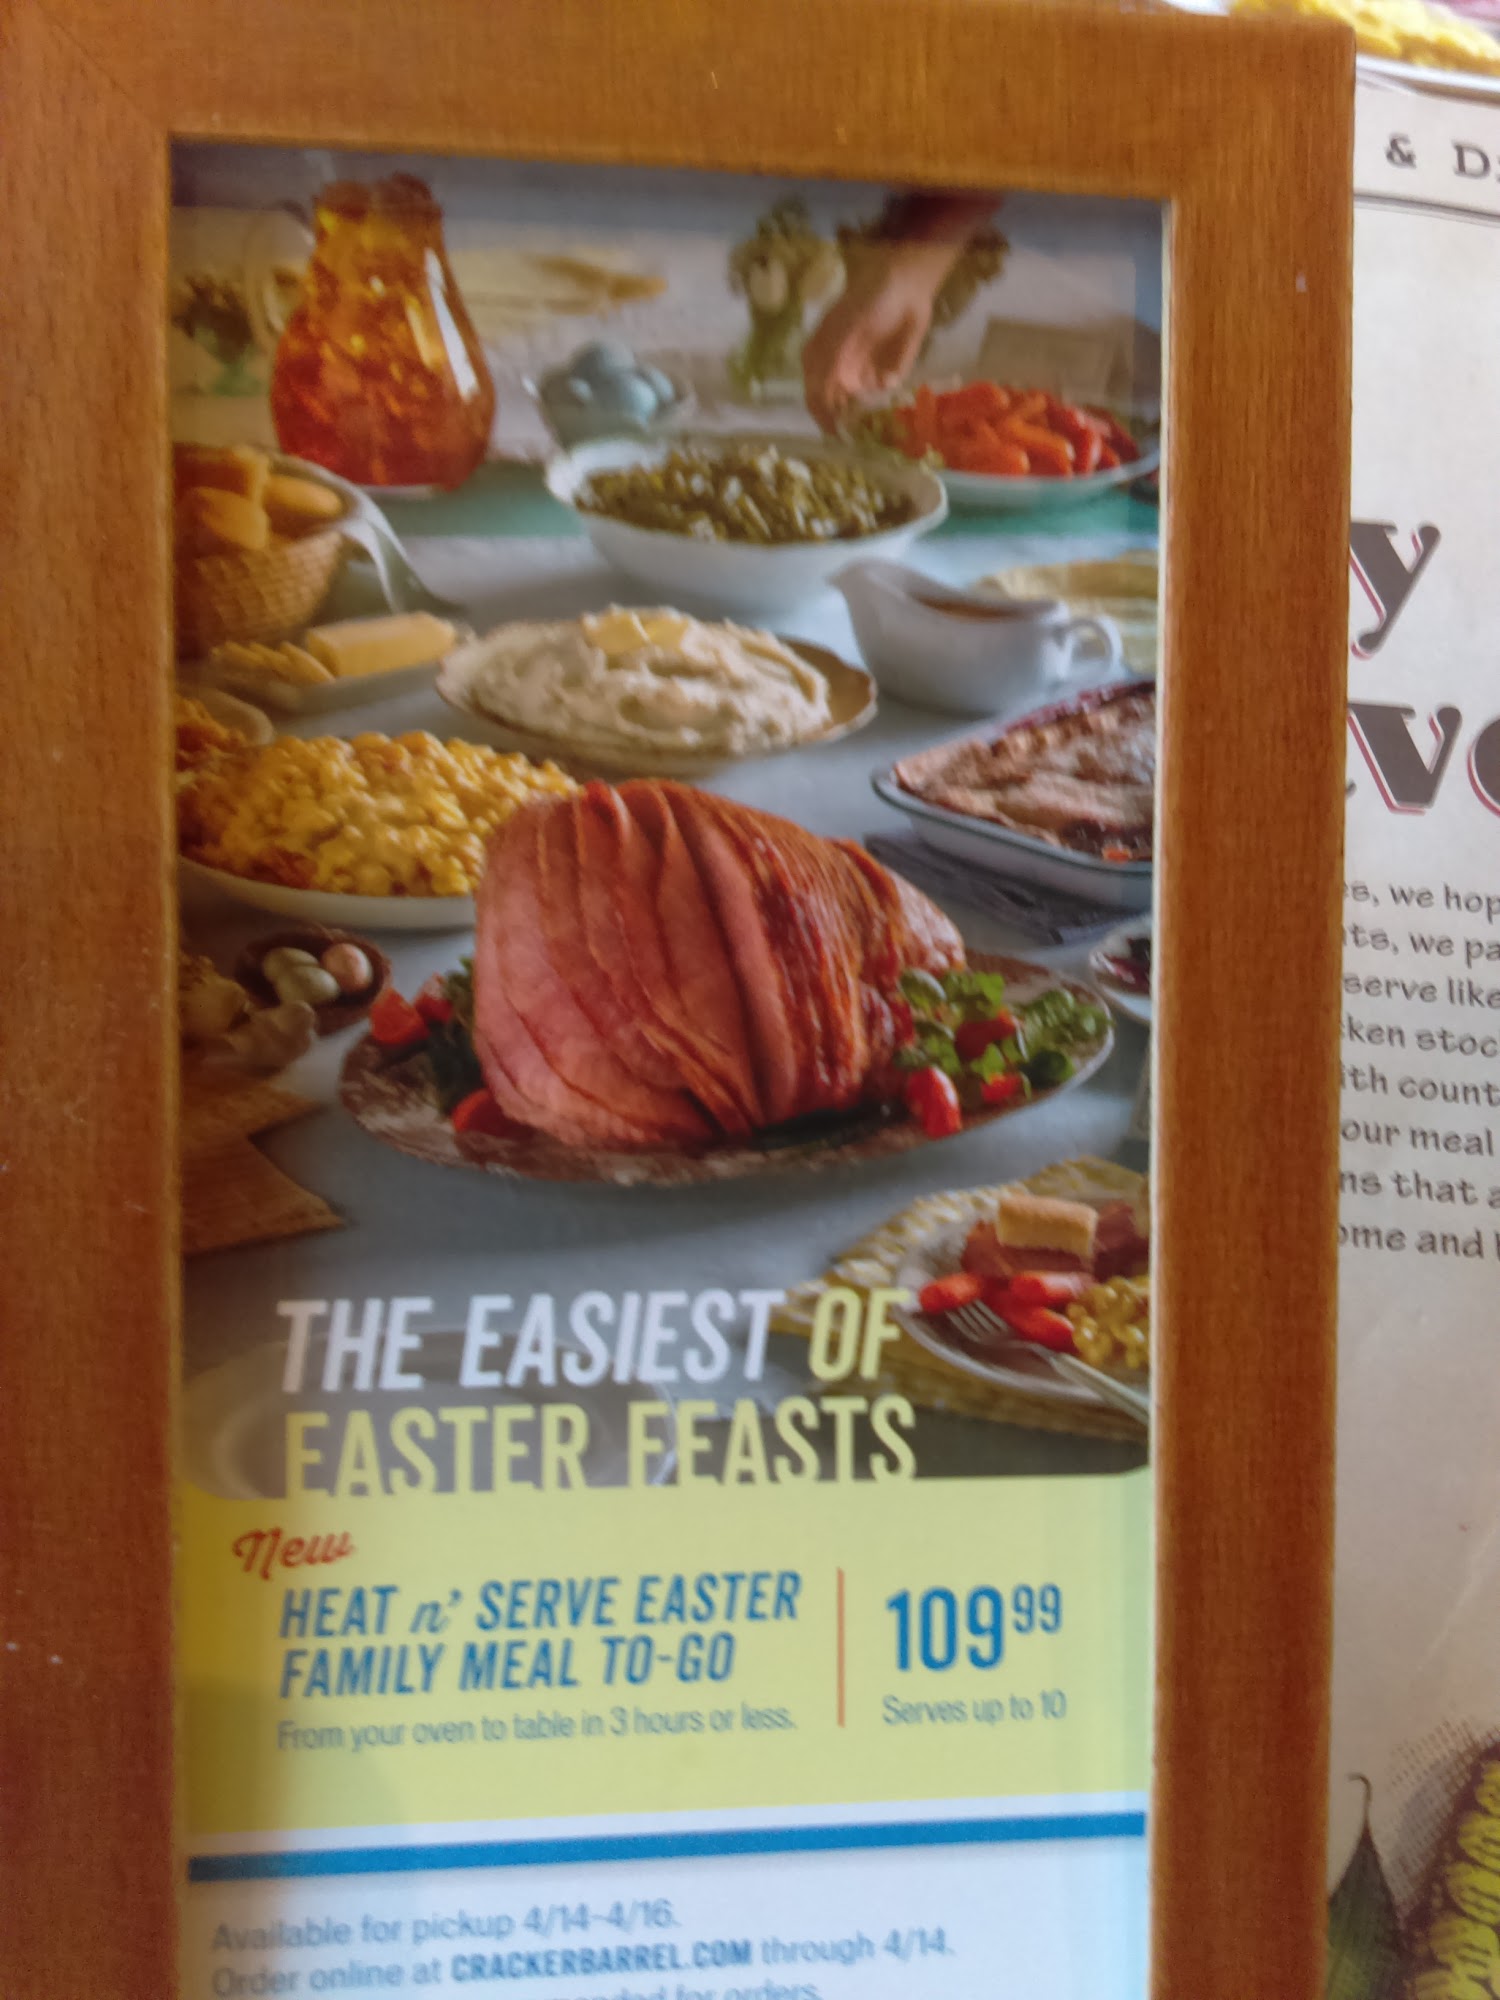 THE EASIEST OF
EASTER FEASTS
New
HEAT n' SERVE EASTER
FAMILY MEAL TO-GO
From your oven to table in 3 hours or less.
109⁹⁹
Serves up to 10
Available for pickup 4/14-4/16.
Order online at CRACKERBARREL.COM through 4/14.
for orders
& D
y
ve
s, we hop
ts, we pa
serve like
ken stoc
ith count
our meal
ns that a
ome and